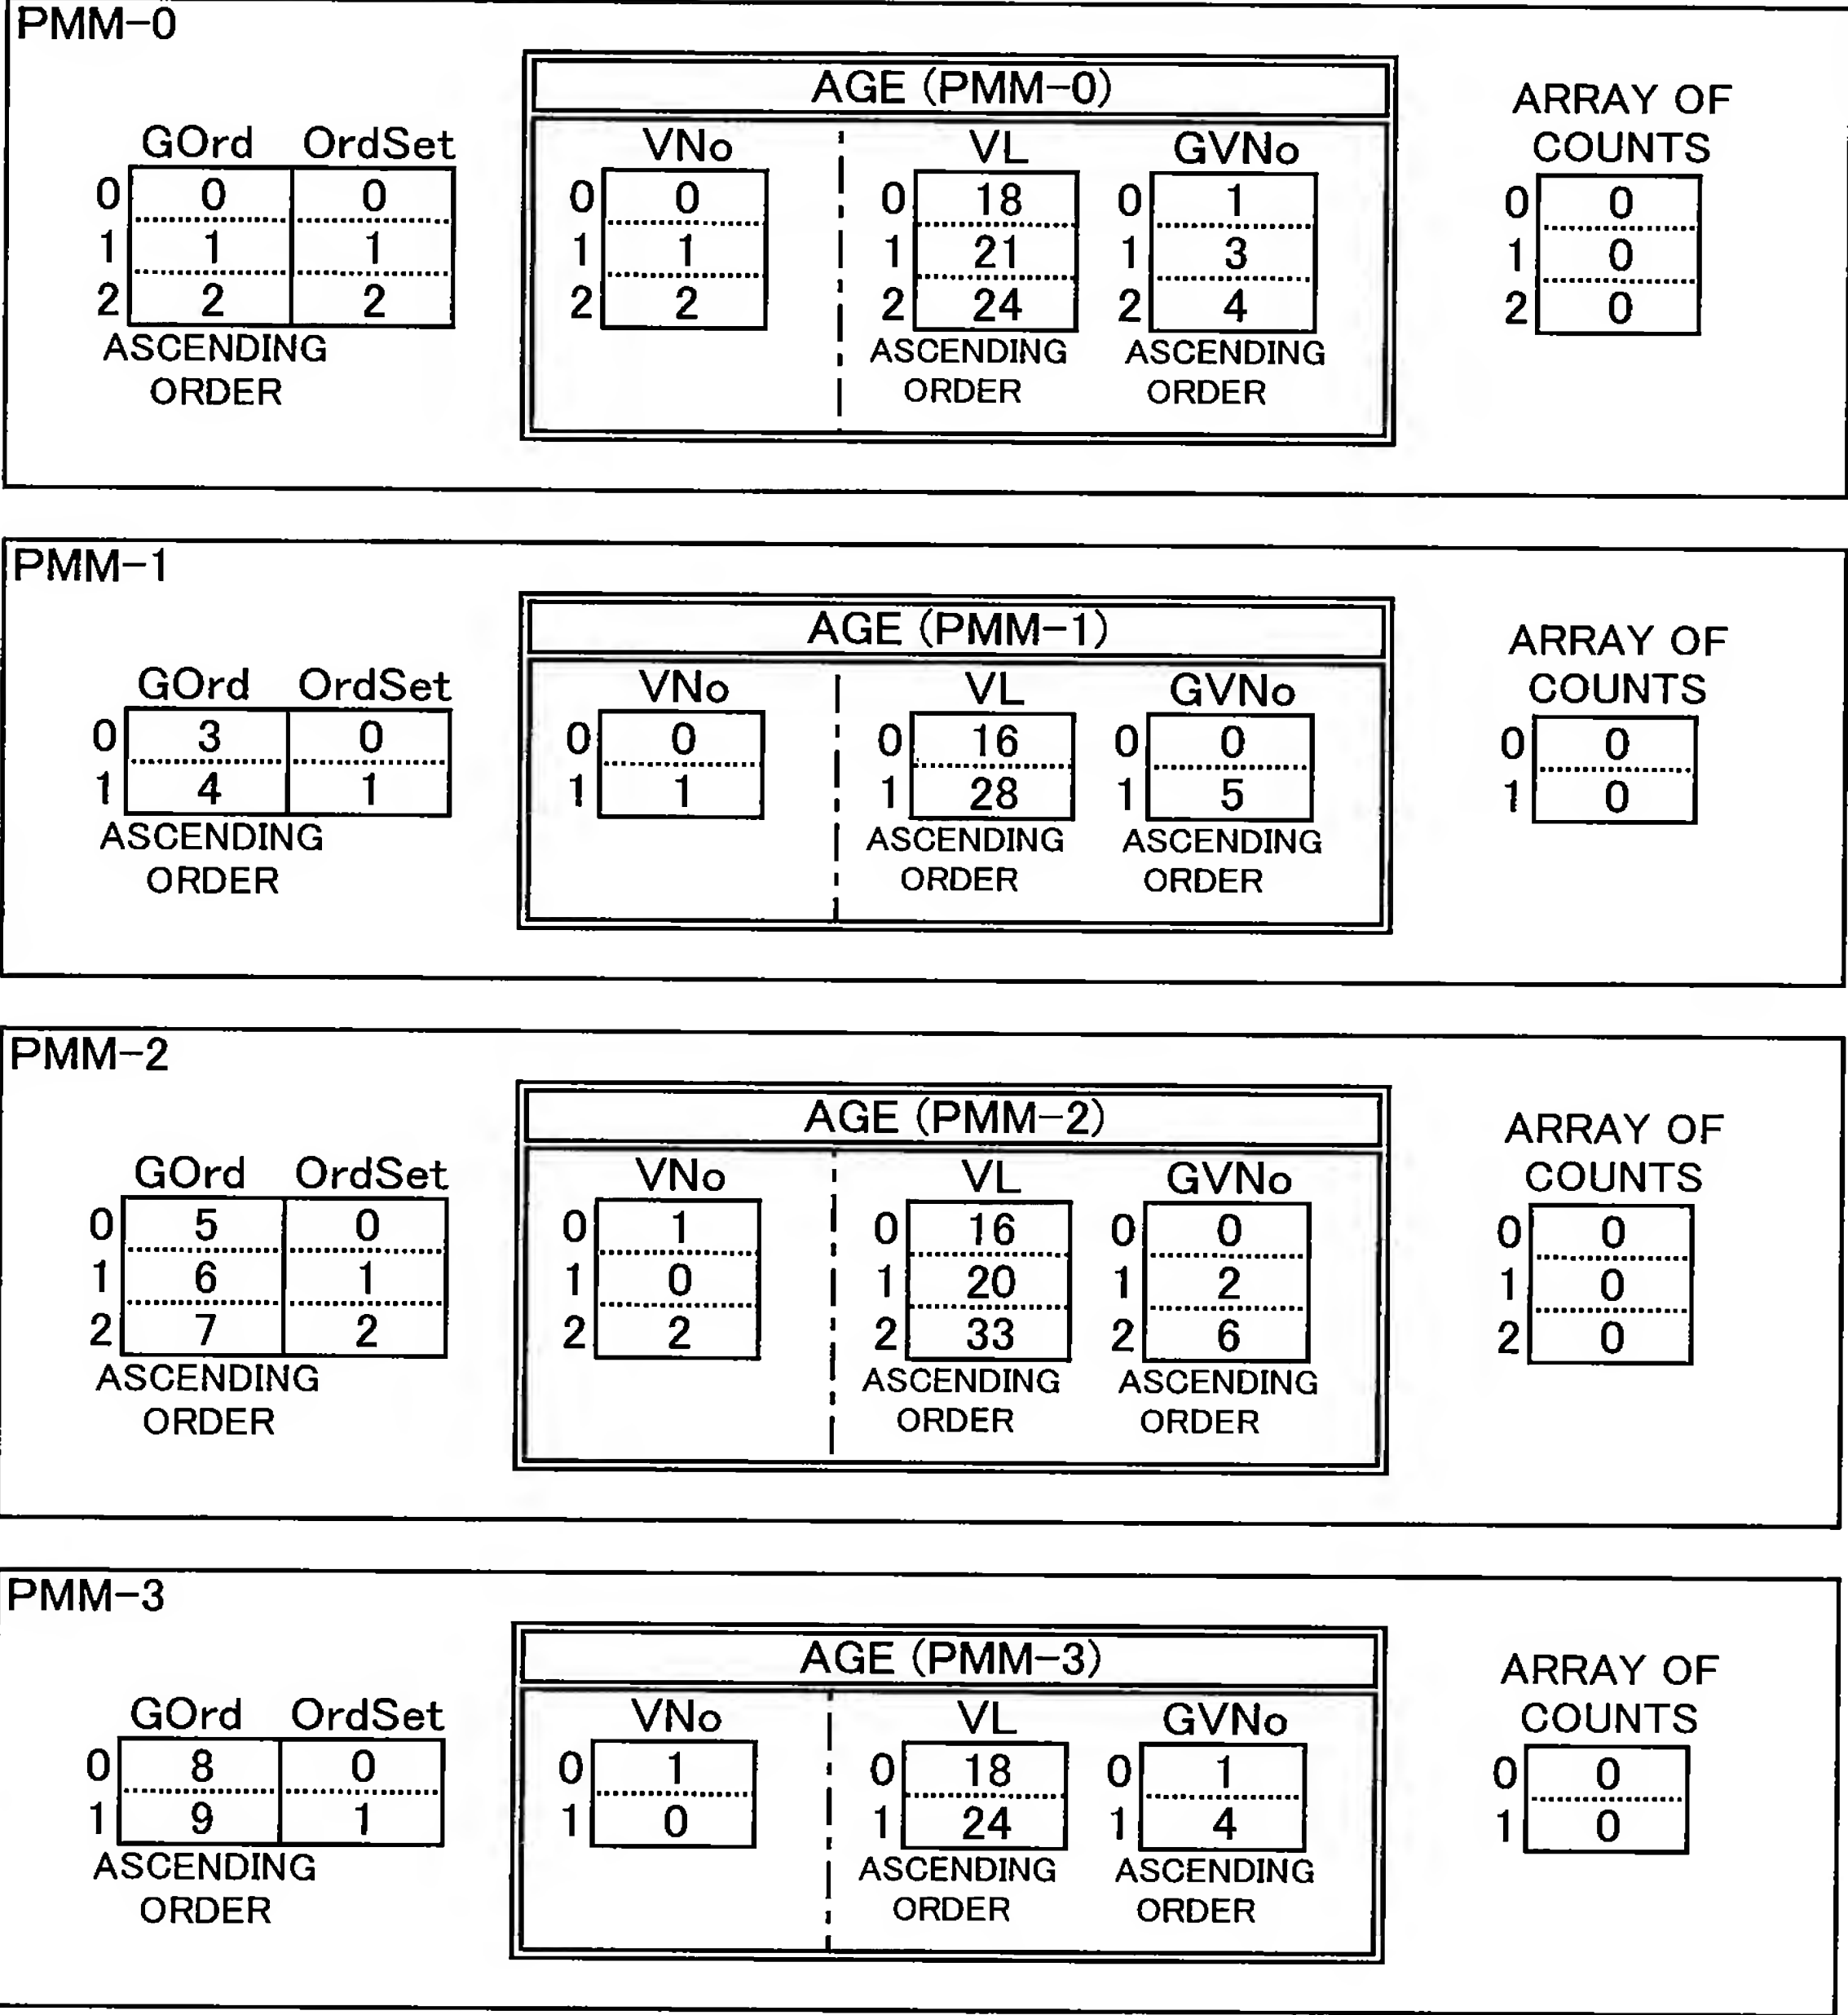 PMM-0
AGE (PMM-0)
ARRAY OF
COUNTS
GOrd OrdSet VNo VL GVNo
0 0 0 0 0 0 18 0 1 0 0
1 1 1 1 1 1 21 1 3 1 0
2 2 2 2 2 2 24 2 4 2 0
ASCENDING ASCENDING ASCENDING
ORDER ORDER ORDER
PMM-1
AGE (PMM-1)
ARRAY OF
COUNTS
GOrd OrdSet VNo VL GVNo
0 3 0 0 0 0 16 0 0 0 0
1 4 1 1 1 1 28 1 5 1 0
ASCENDING ASCENDING ASCENDING
ORDER ORDER ORDER
PMM-2
AGE (PMM-2)
ARRAY OF
COUNTS
GOrd OrdSet VNo VL GVNo
0 5 0 0 1 0 16 0 0 0 0
1 6 1 1 0 1 20 1 2 1 0
2 7 2 2 2 2 33 2 6 2 0
ASCENDING ASCENDING ASCENDING
ORDER ORDER ORDER
PMM-3
AGE (PMM-3)
ARRAY OF
COUNTS
GOrd OrdSet VNo VL GVNo
0 8 0 0 1 0 18 0 1 0 0
1 9 1 1 0 1 24 1 4 1 0
ASCENDING ASCENDING ASCENDING
ORDER ORDER ORDER